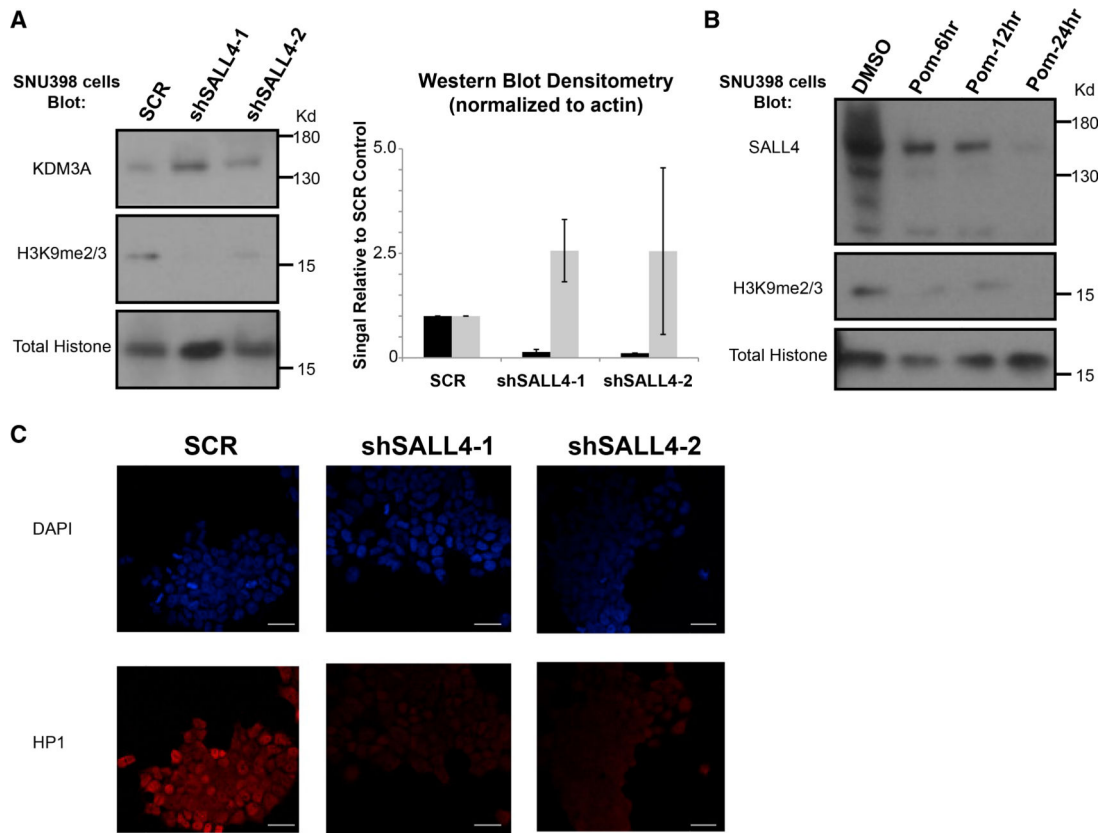 A
SNU398 cells
Blot:
SCR
shSALL4-1
shSALL4-2
Kd
KDM3A
180
130
H3K9me2/3
15
Total Histone
15
Western Blot Densitometry
(normalized to actin)
Singal Relative to SCR Control
5.0
2.5
0
SCR
shSALL4-1
shSALL4-2
B
SNU398 cells
Blot:
DMSO
Pom-6hr
Pom-12hr
Pom-24hr
Kd
SALL4
180
130
H3K9me2/3
15
Total Histone
15
C
SCR
shSALL4-1
shSALL4-2
DAPI
HP1